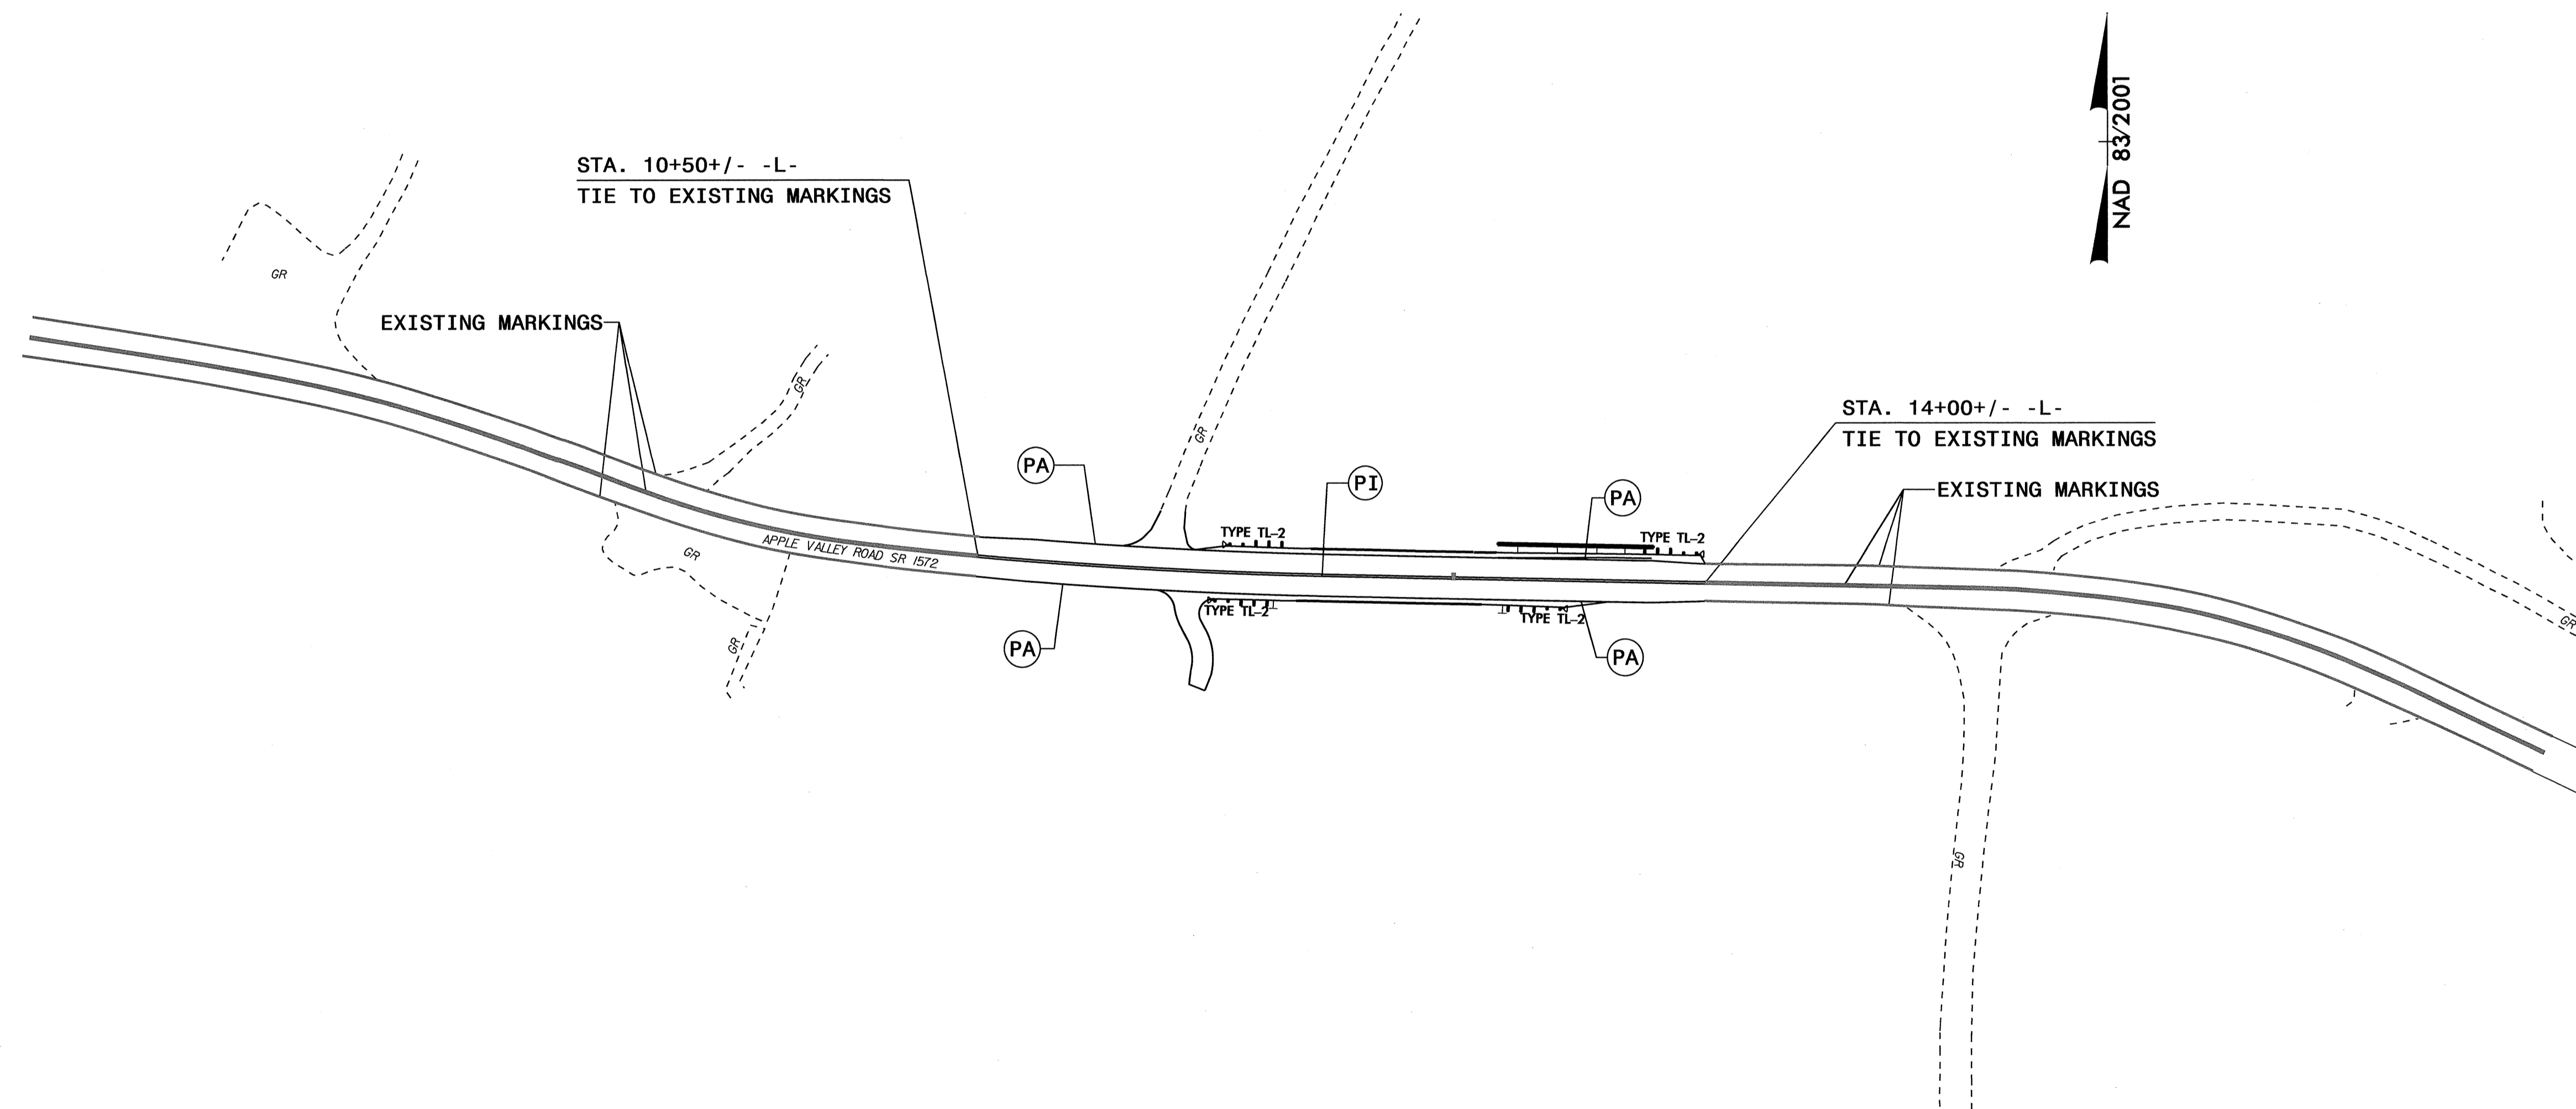 NAD 83/2001
STA. 10+50+/- -L-
TIE TO EXISTING MARKINGS
GR
EXISTING MARKINGS
GR
STA. 14+00+/- -L-
TIE TO EXISTING MARKINGS
GR
PA
PI
PA
EXISTING MARKINGS
TYPE TL-2
TYPE TL-2
APPLE VALLEY ROAD SR 1572
GR
TYPE TL-2
TYPE TL-2
GR
GR
PA
PA
GR